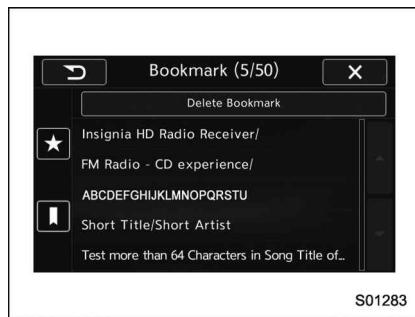 Bookmark (5/50)
Delete Bookmark
Insignia HD Radio Receiver/
FM Radio - CD experience/
ABCDEFGHIJKLMNOPQRSTU
Short Title/Short Artist
Test more than 64 Characters in Song Title of...
S01283